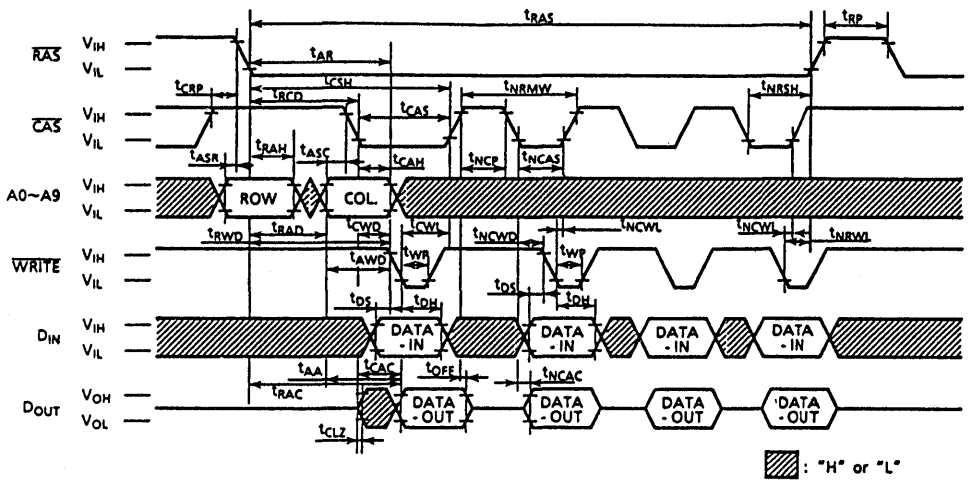 tRAS
tRP
RAS
VIH
VIL
tAR
tCSH
tCRP
tRCD
tNRMW
tNRSH
CAS
VIH
VIL
tCAS
tASR
tRAH
tASC
tCAH
tNCP
tNCAS
A0~A9
VIH
VIL
ROW
COL.
tRWD
tRAD
tCWD
tCWL
tNCWD
tNCWL
tNCWL
tNRWL
WRITE
VIH
VIL
tAWD
tWP
tWP
tDS
tDH
tDS
tDH
DIN
VIH
VIL
DATA
-IN
DATA
-IN
DATA
-IN
DATA
-IN
tAA
tCAC
tOFF
tNCAC
tRAC
DOUT
VOH
VOL
DATA
-OUT
DATA
-OUT
DATA
-OUT
DATA
-OUT
tCLZ
: "H" or "L"